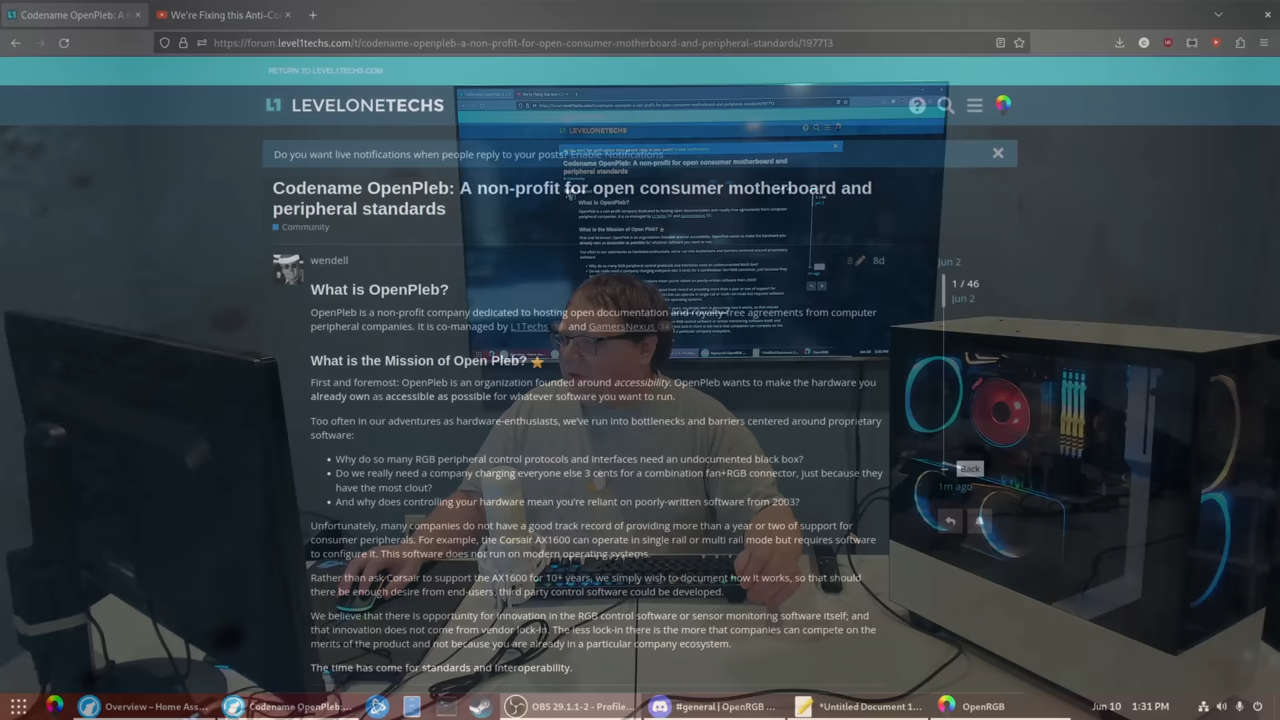 Codename OpenPleb: A n
We're Fixing this Anti-Co
https://forum.level1techs.com/t/codename-openpleb-a-non-profit-for-open-consumer-motherboard-and-peripheral-standards/197713
RETURN TO LEVEL1TECHS.COM
L1 LEVELONETECHS
Do you want live notifications when people reply to your posts? Enable Notifications
Codename OpenPleb: A non-profit for open consumer motherboard and
peripheral standards
Community
wendell
8
8d
Jun 2
1 / 46
Jun 2
What is OpenPleb?
OpenPleb is a non-profit company dedicated to hosting open documentation and royalty-free agreements from computer
peripheral companies. It is co-managed by L1Techs and GamersNexus 14
What is the Mission of Open Pleb?
First and foremost: OpenPleb is an organization founded around accessibility. OpenPleb wants to make the hardware you
already own as accessible as possible for whatever software you want to run.
Too often in our adventures as hardware-enthusiasts, we've run into bottlenecks and barriers centered around proprietary
software:
• Why do so many RGB peripheral control protocols and interfaces need an undocumented black box?
• Do we really need a company charging everyone else 3 cents for a combination fan+RGB connector, just because they
have the most clout?
• And why does controlling your hardware mean you're reliant on poorly-written software from 2003?
Back
1m ago
Unfortunately, many companies do not have a good track record of providing more than a year or two of support for
consumer peripherals. For example, the Corsair AX1600 can operate in single rail or multi rail mode but requires software
to configure it. This software does not run on modern operating systems.
Rather than ask Corsair to support the AX1600 for 10+ years, we simply wish to document how it works, so that should
there be enough desire from end-users, third party control software could be developed.
We believe that there is opportunity for innovation in the RGB control software or sensor monitoring software itself; and
that innovation does not come from vendor lock-in. The less lock-in there is the more that companies can compete on the
merits of the product and not because you are already in a particular company ecosystem.
The time has come for standards and interoperability.
Overview – Home Ass...
Codename OpenPleb:...
OBS 29.1.1-2 - Profile...
#general | OpenRGB ...
*Untitled Document 1...
OpenRGB
Jun 10 1:31 PM